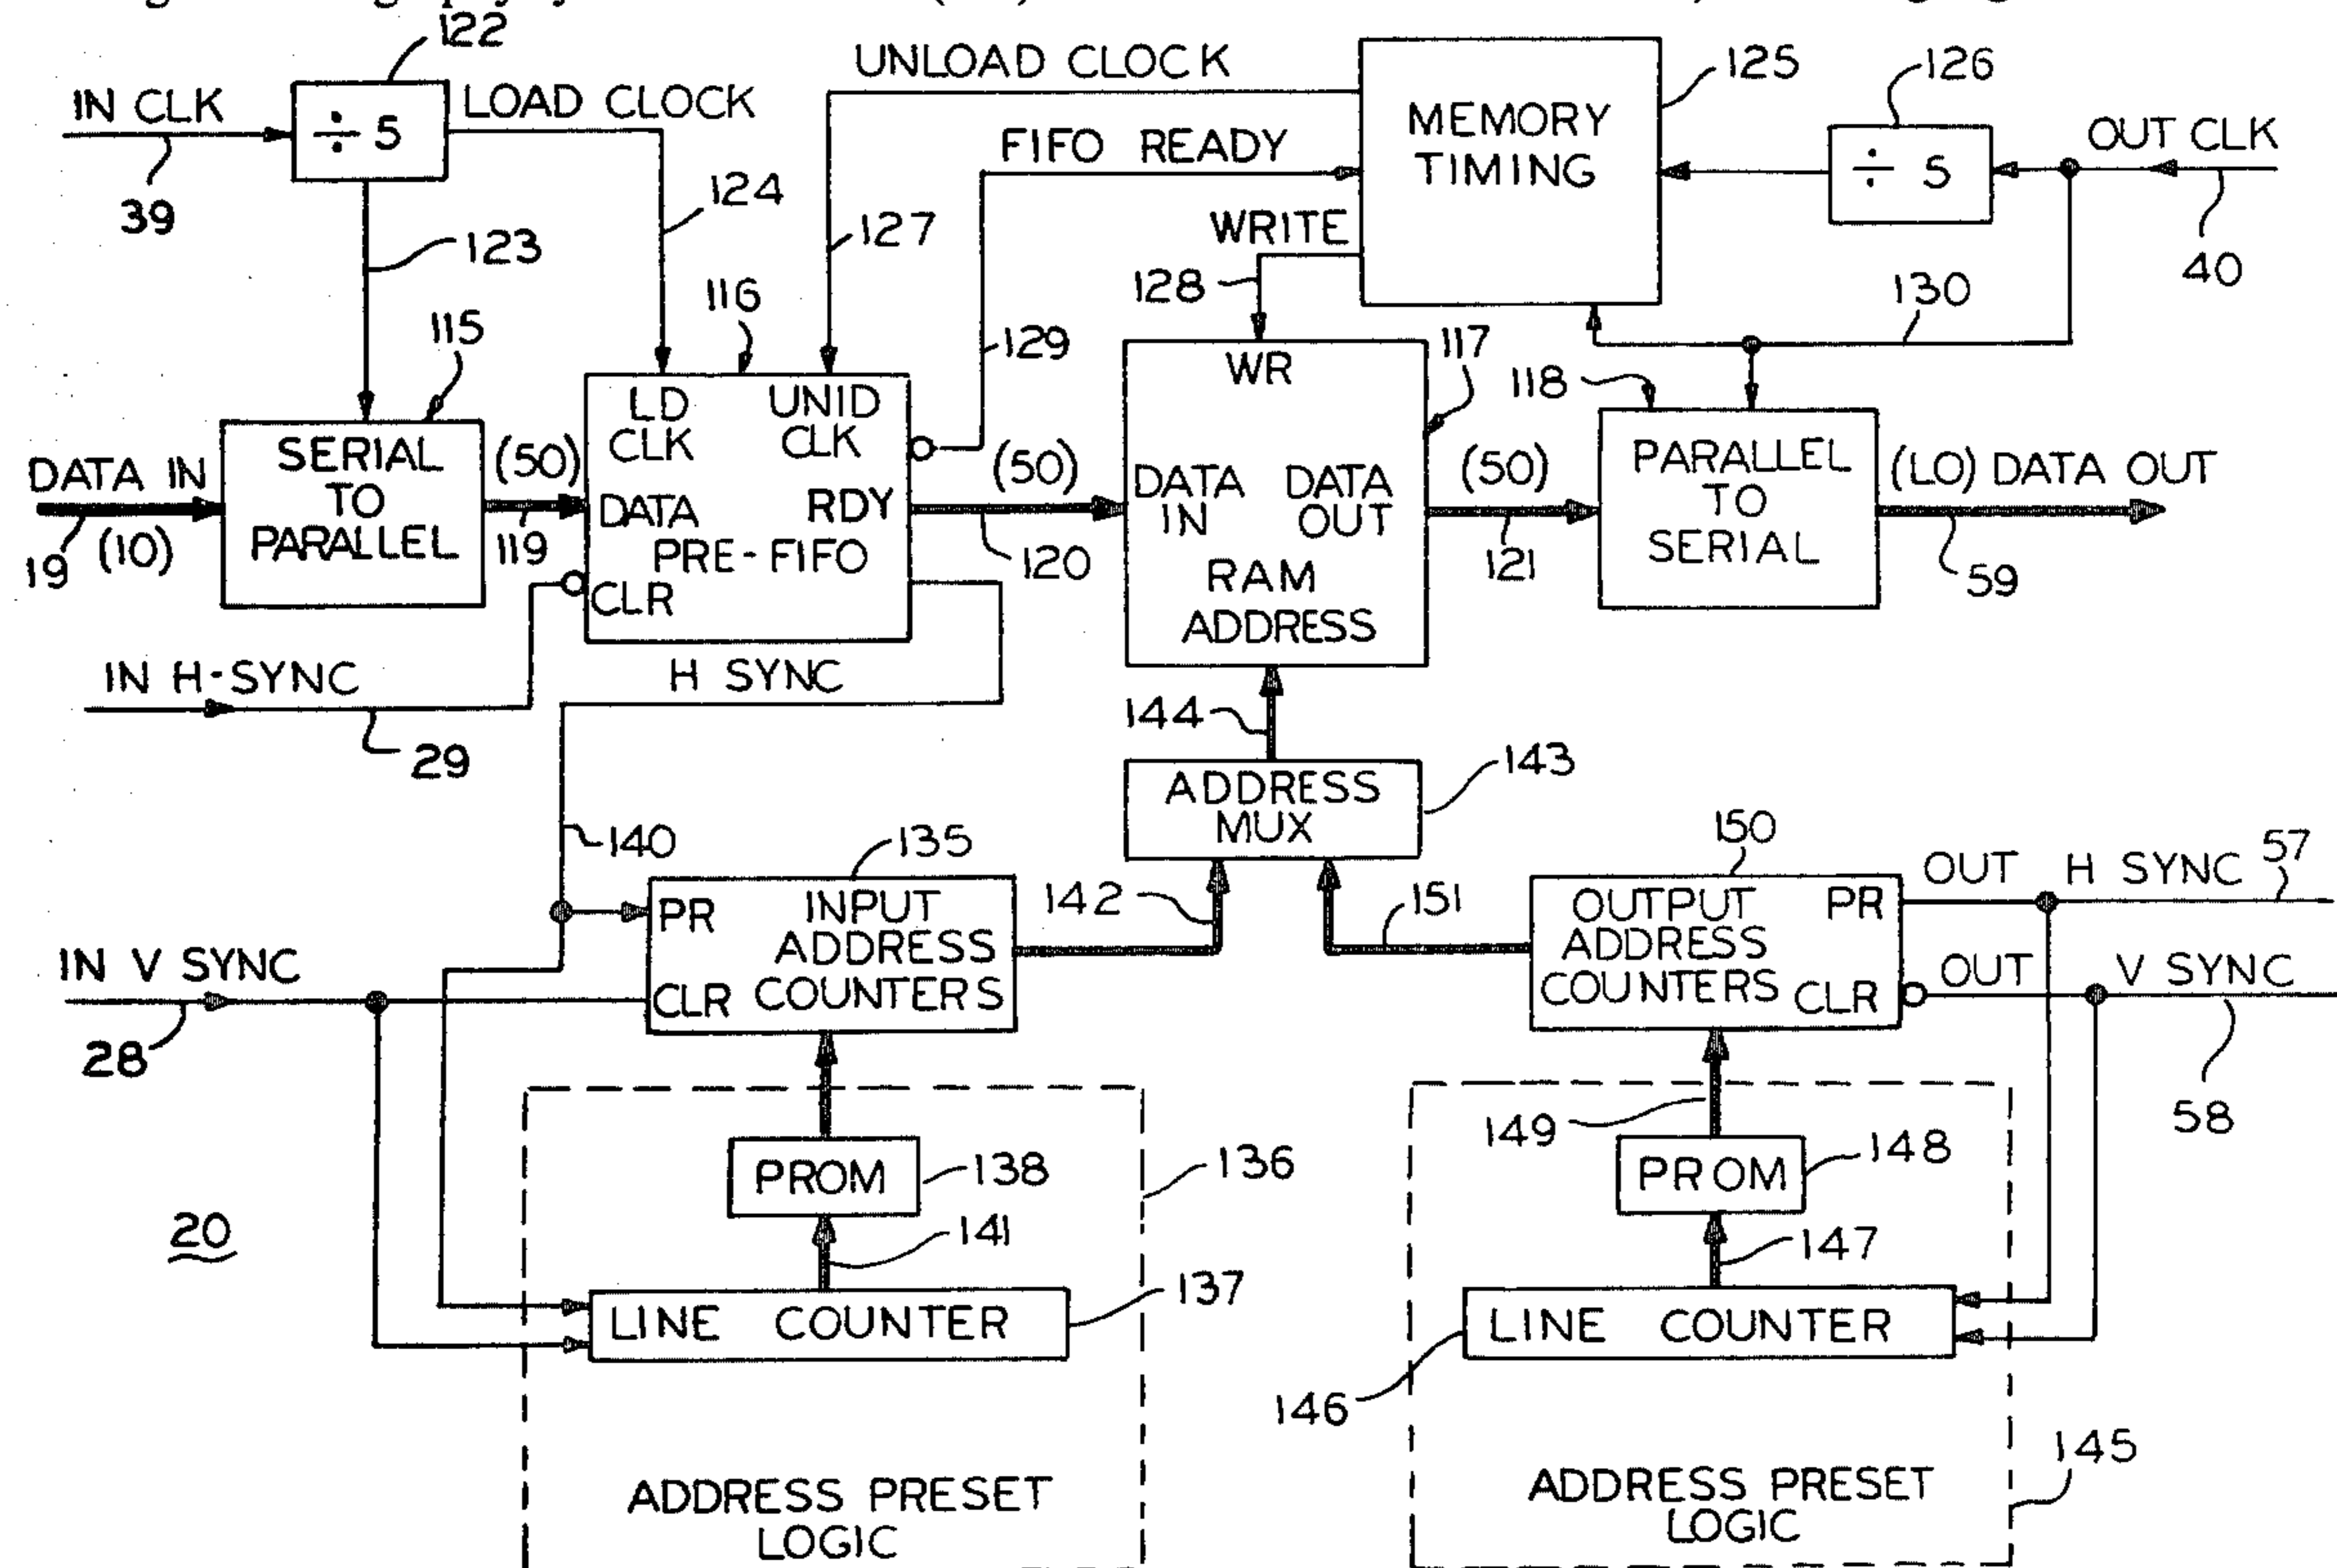 122
IN CLK
÷ 5
LOAD CLOCK
39
123
124
UNLOAD CLOCK
FIFO READY
WRITE
127
128
129
MEMORY
TIMING
125
126
÷ 5
OUT CLK
40
130
115
116
117
118
DATA IN
19
(10)
SERIAL
TO
PARALLEL
(50)
119
LD
CLK
UNID
CLK
DATA
RDY
PRE-FIFO
CLR
(50)
120
WR
DATA
IN
DATA
OUT
RAM
ADDRESS
(50)
121
PARALLEL
TO
SERIAL
(LO) DATA OUT
59
IN H-SYNC
29
H SYNC
140
144
ADDRESS
MUX
143
135
PR
INPUT
ADDRESS
COUNTERS
CLR
142
151
150
OUTPUT
ADDRESS
COUNTERS
PR
CLR
OUT H SYNC
57
OUT V SYNC
58
IN V SYNC
28
PROM
138
136
141
LINE COUNTER
137
ADDRESS PRESET
LOGIC
149
PROM
148
147
LINE COUNTER
146
145
ADDRESS PRESET
LOGIC
20